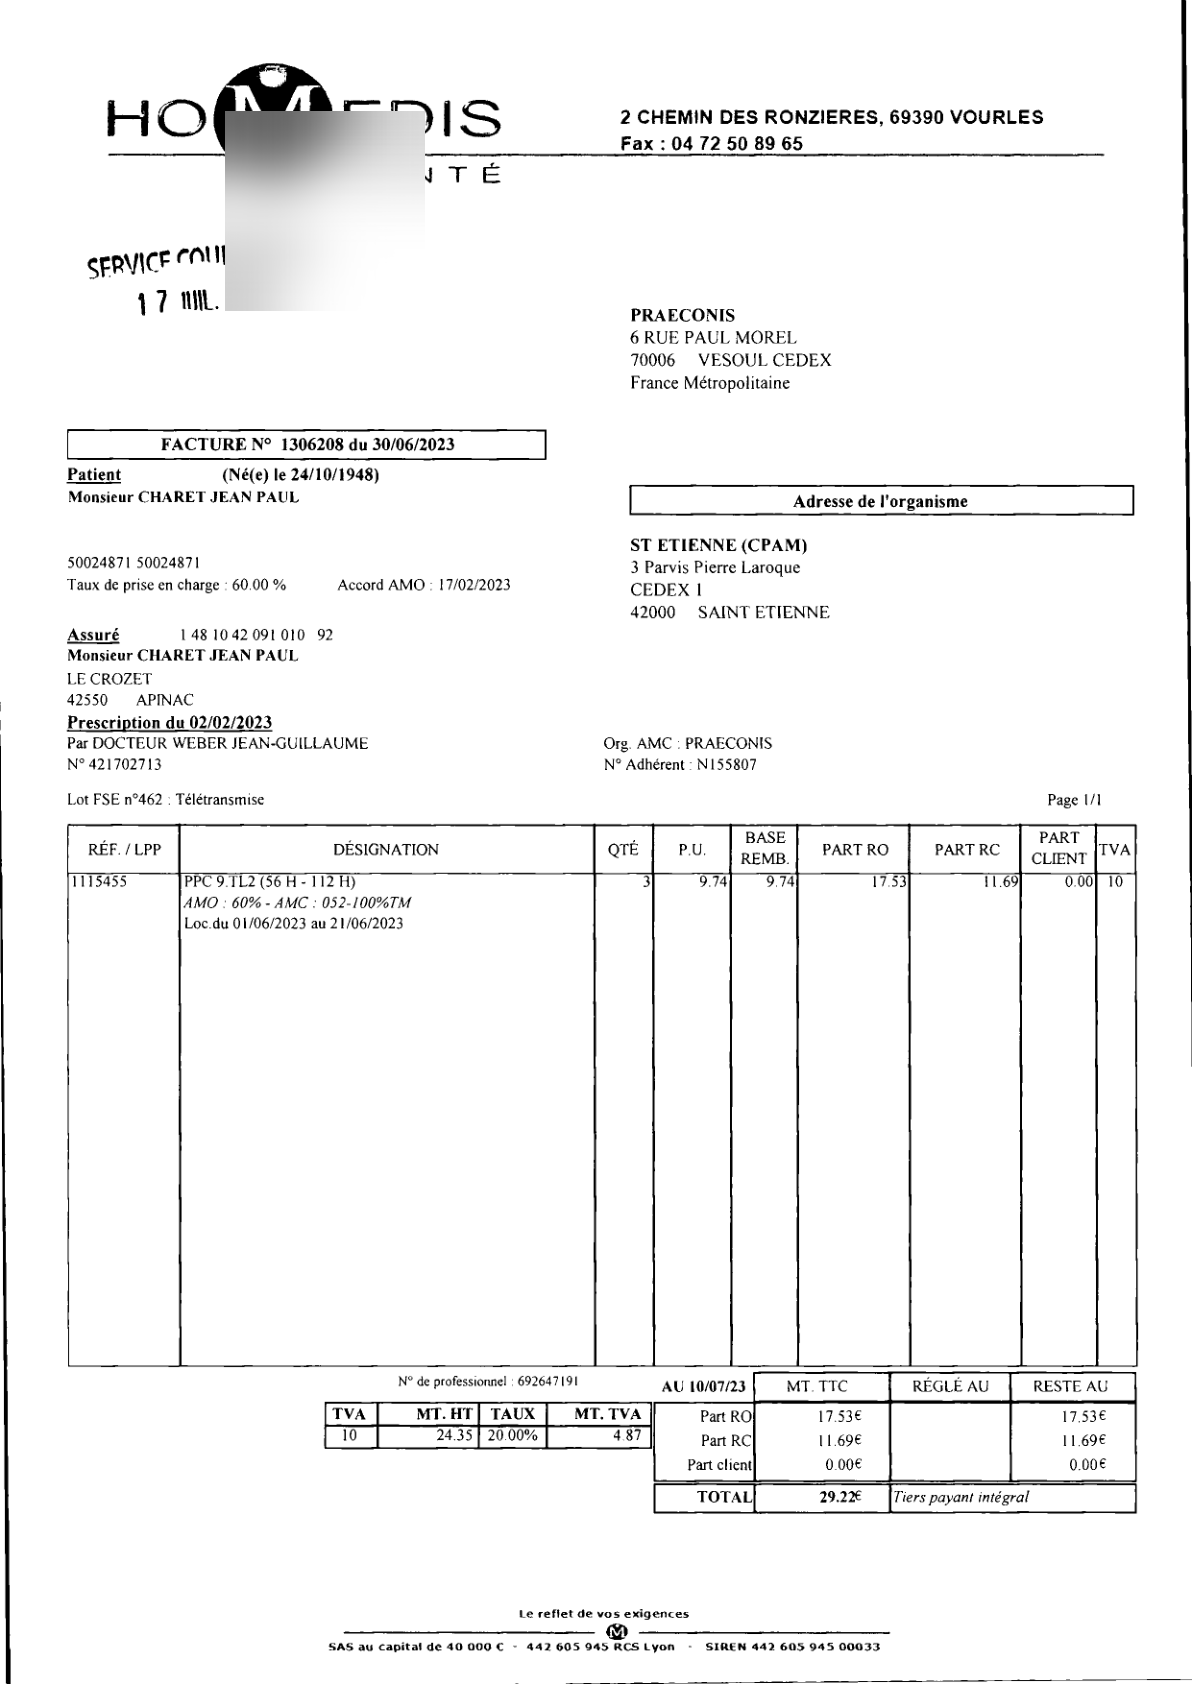 HOMEDIS
NTÉ
2 CHEMIN DES RONZIERES, 69390 VOURLES
Fax : 04 72 50 89 65
SERVICE
17
PRAECONIS
6 RUE PAUL MOREL
70006 VESOUL CEDEX
France Métropolitaine
FACTURE N° 1306208 du 30/06/2023
Patient (Né(e) le 24/10/1948)
Monsieur CHARET JEAN PAUL
Adresse de l'organisme
ST ETIENNE (CPAM)
3 Parvis Pierre Laroque
CEDEX 1
42000 SAINT ETIENNE
50024871 50024871
Taux de prise en charge : 60.00 % Accord AMO : 17/02/2023
Assuré 1 48 10 42 091 010 92
Monsieur CHARET JEAN PAUL
LE CROZET
42550 APINAC
Prescription du 02/02/2023
Par DOCTEUR WEBER JEAN-GUILLAUME
N° 421702713
Org. AMC : PRAECONIS
N° Adhérent : N155807
Lot FSE n°462 : Télétransmise
Page 1/1
RÉF. / LPP DÉSIGNATION QTÉ P.U. BASE REMB. PART RO PART RC PART CLIENT TVA
1115455 PPC 9.TL2 (56 H - 112 H) 3 9.74 9.74 17.53 11.69 0.00 10
AMO : 60% - AMC : 052-100%TM
Loc.du 01/06/2023 au 21/06/2023
N° de professionnel : 692647191
TVA MT. HT TAUX MT. TVA
10 24.35 20.00% 4.87
AU 10/07/23 MT. TTC RÉGLÉ AU RESTE AU
Part RO 17.53€ 17.53€
Part RC 11.69€ 11.69€
Part client 0.00€ 0.00€
TOTAL 29.22€ Tiers payant intégral
Le reflet de vos exigences
M
SAS au capital de 40 000 € - 442 605 945 RCS Lyon - SIREN 442 605 945 00033